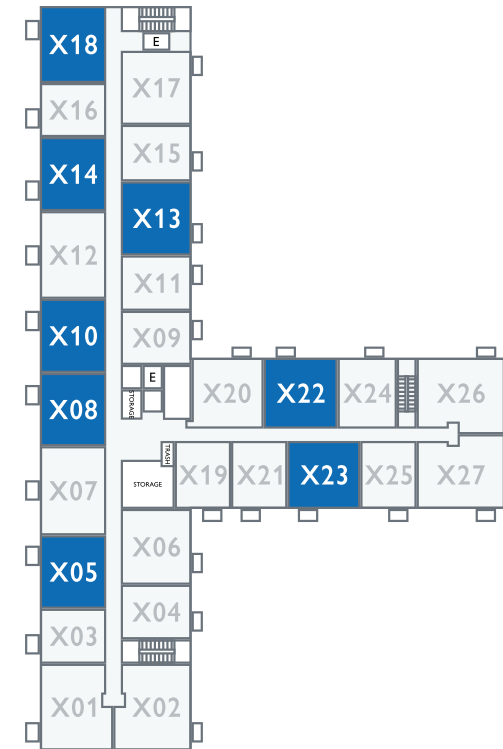 X18
E
X17
X16
X15
X14
X13
X12
X11
X10
X09
E
STORAGE
X08
X20
X22
X24
X26
TRASH
X07
STORAGE
X19
X21
X23
X25
X27
X06
X05
X04
X03
X01
X02